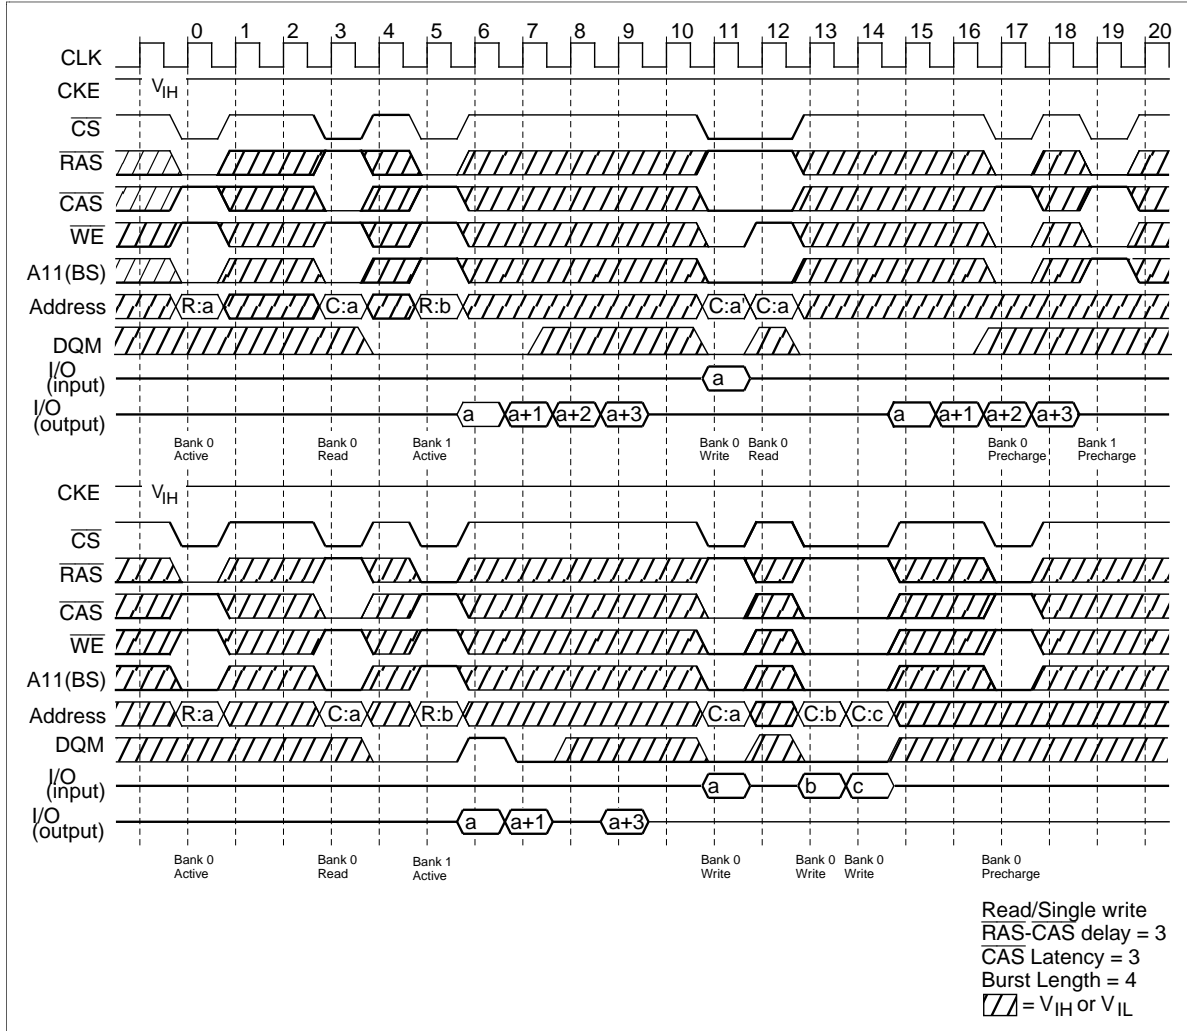 0 1 2 3 4 5 6 7 8 9 10 11 12 13 14 15 16 17 18 19 20
CLK
CKE VIH
CS
RAS
CAS
WE
A11(BS)
Address R:a C:a R:b C:a' C:a
DQM
I/O (input) a
I/O (output) a a+1 a+2 a+3 a a+1 a+2 a+3
Bank 0 Bank 0 Bank 1 Bank 0 Bank 0 Bank 0 Bank 1
Active Read Active Write Read Precharge Precharge
CKE VIH
CS
RAS
CAS
WE
A11(BS)
Address R:a C:a R:b C:a C:b C:c
DQM
I/O (input) a b c
I/O (output) a a+1 a+3
Bank 0 Bank 0 Bank 1 Bank 0 Bank 0 Bank 0 Bank 0
Active Read Active Write Write Write Precharge
Read/Single write
RAS-CAS delay = 3
CAS Latency = 3
Burst Length = 4
= VIH or VIL